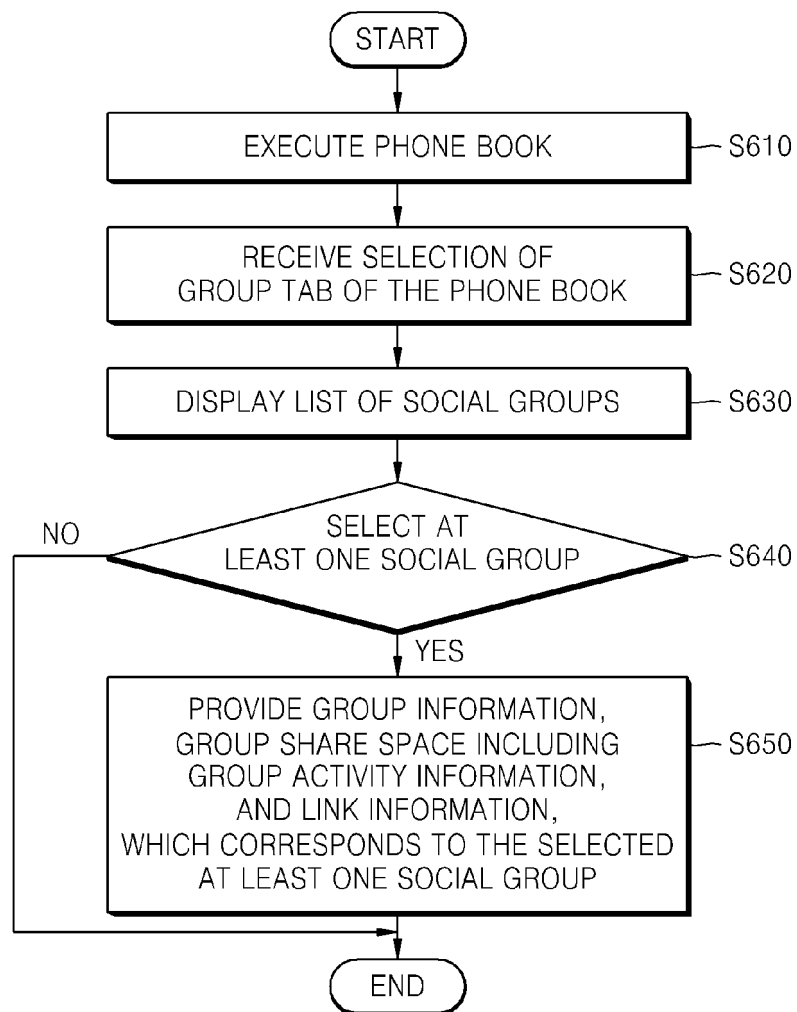 START
EXECUTE PHONE BOOK
S610
RECEIVE SELECTION OF
GROUP TAB OF THE PHONE BOOK
S620
DISPLAY LIST OF SOCIAL GROUPS
S630
NO
SELECT AT
LEAST ONE SOCIAL GROUP
S640
YES
PROVIDE GROUP INFORMATION,
GROUP SHARE SPACE INCLUDING
GROUP ACTIVITY INFORMATION,
AND LINK INFORMATION,
WHICH CORRESPONDS TO THE SELECTED
AT LEAST ONE SOCIAL GROUP
S650
END